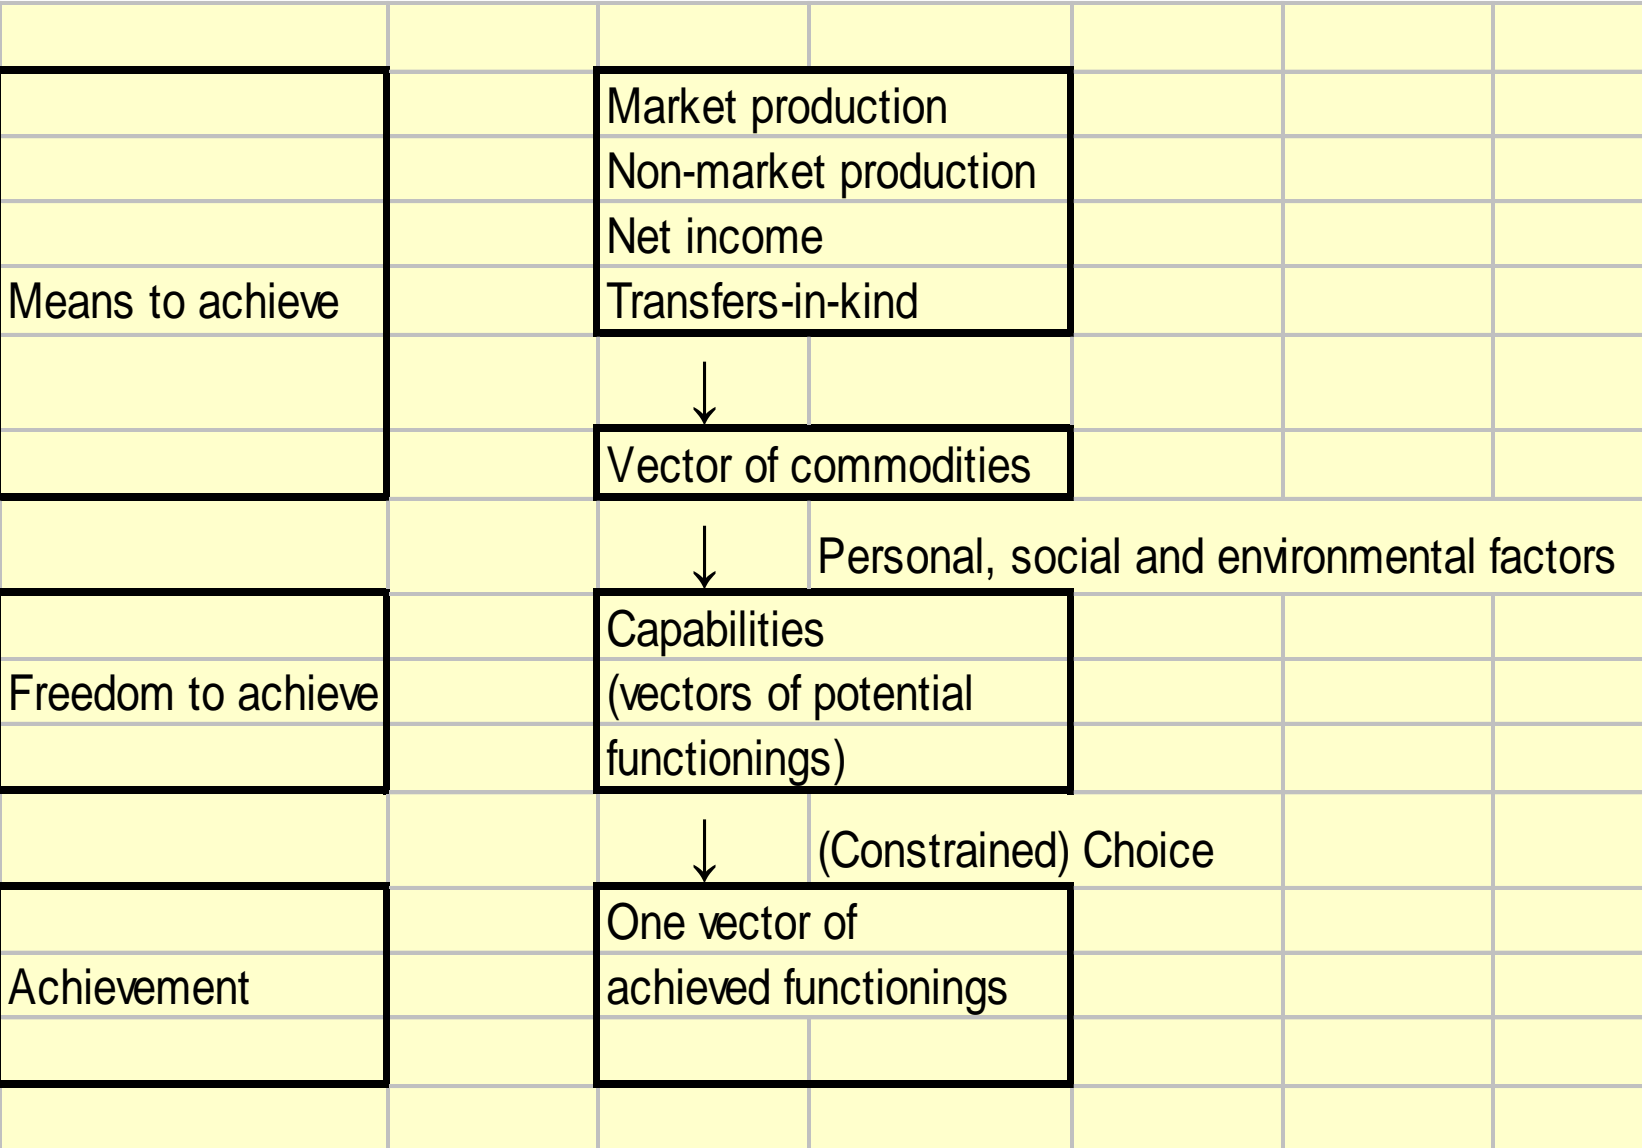 Market production
Non-market production
Net income
Means to achieve
Transfers-in-kind
↓
Vector of commodities
↓
Personal, social and environmental factors
Capabilities
Freedom to achieve
(vectors of potential
functionings)
↓
(Constrained) Choice
One vector of
Achievement
achieved functionings